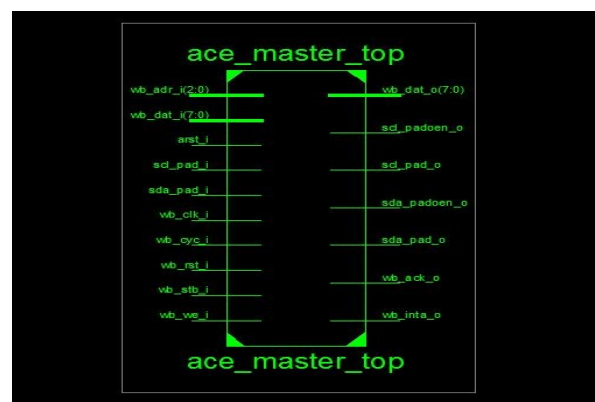 ace_master_top
wb_adr_i(2:0)
wb_dat_i(7:0)
arst_i
scl_pad_i
sda_pad_i
wb_clk_i
wb_cyc_i
wb_rst_i
wb_stb_i
wb_we_i
wb_dat_o(7:0)
scl_padoen_o
scl_pad_o
sda_padoen_o
sda_pad_o
wb_ack_o
wb_inta_o
ace_master_top